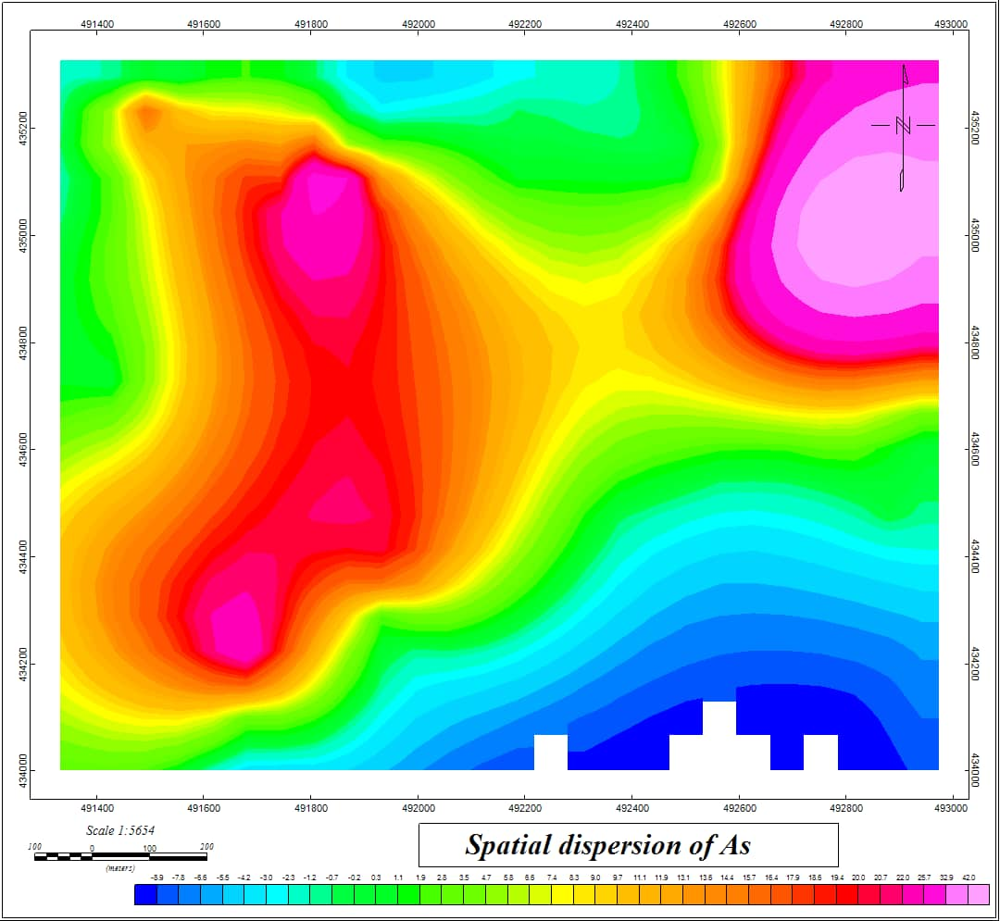 491400 491600 491800 492000 492200 492400 492600 492800 493000
435200 435200
435000 435000
434800 434800
434600 434600
434400 434400
434200 434200
434000 434000
N
491400 491600 491800 492000 492200 492400 492600 492800 493000
Scale 1:5654
100 0 100 200
(meters)
Spatial dispersion of As
-8.9 -7.8 -6.6 -5.5 -4.2 -3.0 -2.3 -1.2 -0.7 -0.2 0.3 1.1 1.9 2.8 3.5 4.7 5.8 6.6 7.4 8.3 9.0 9.7 10.4 11.1 11.9 13.1 13.6 14.4 15.7 16.4 17.9 18.6 19.4 20.0 20.7 22.0 25.7 32.9 42.0